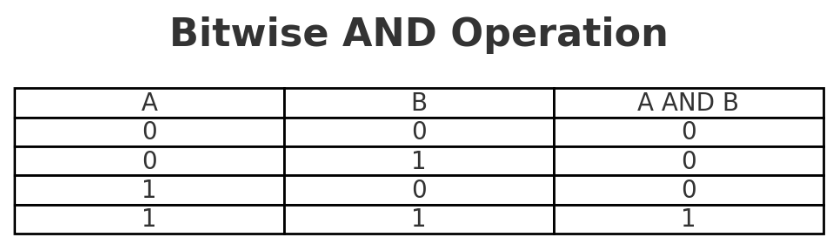 Bitwise AND Operation
A B A AND B
0 0 0
0 1 0
1 0 0
1 1 1